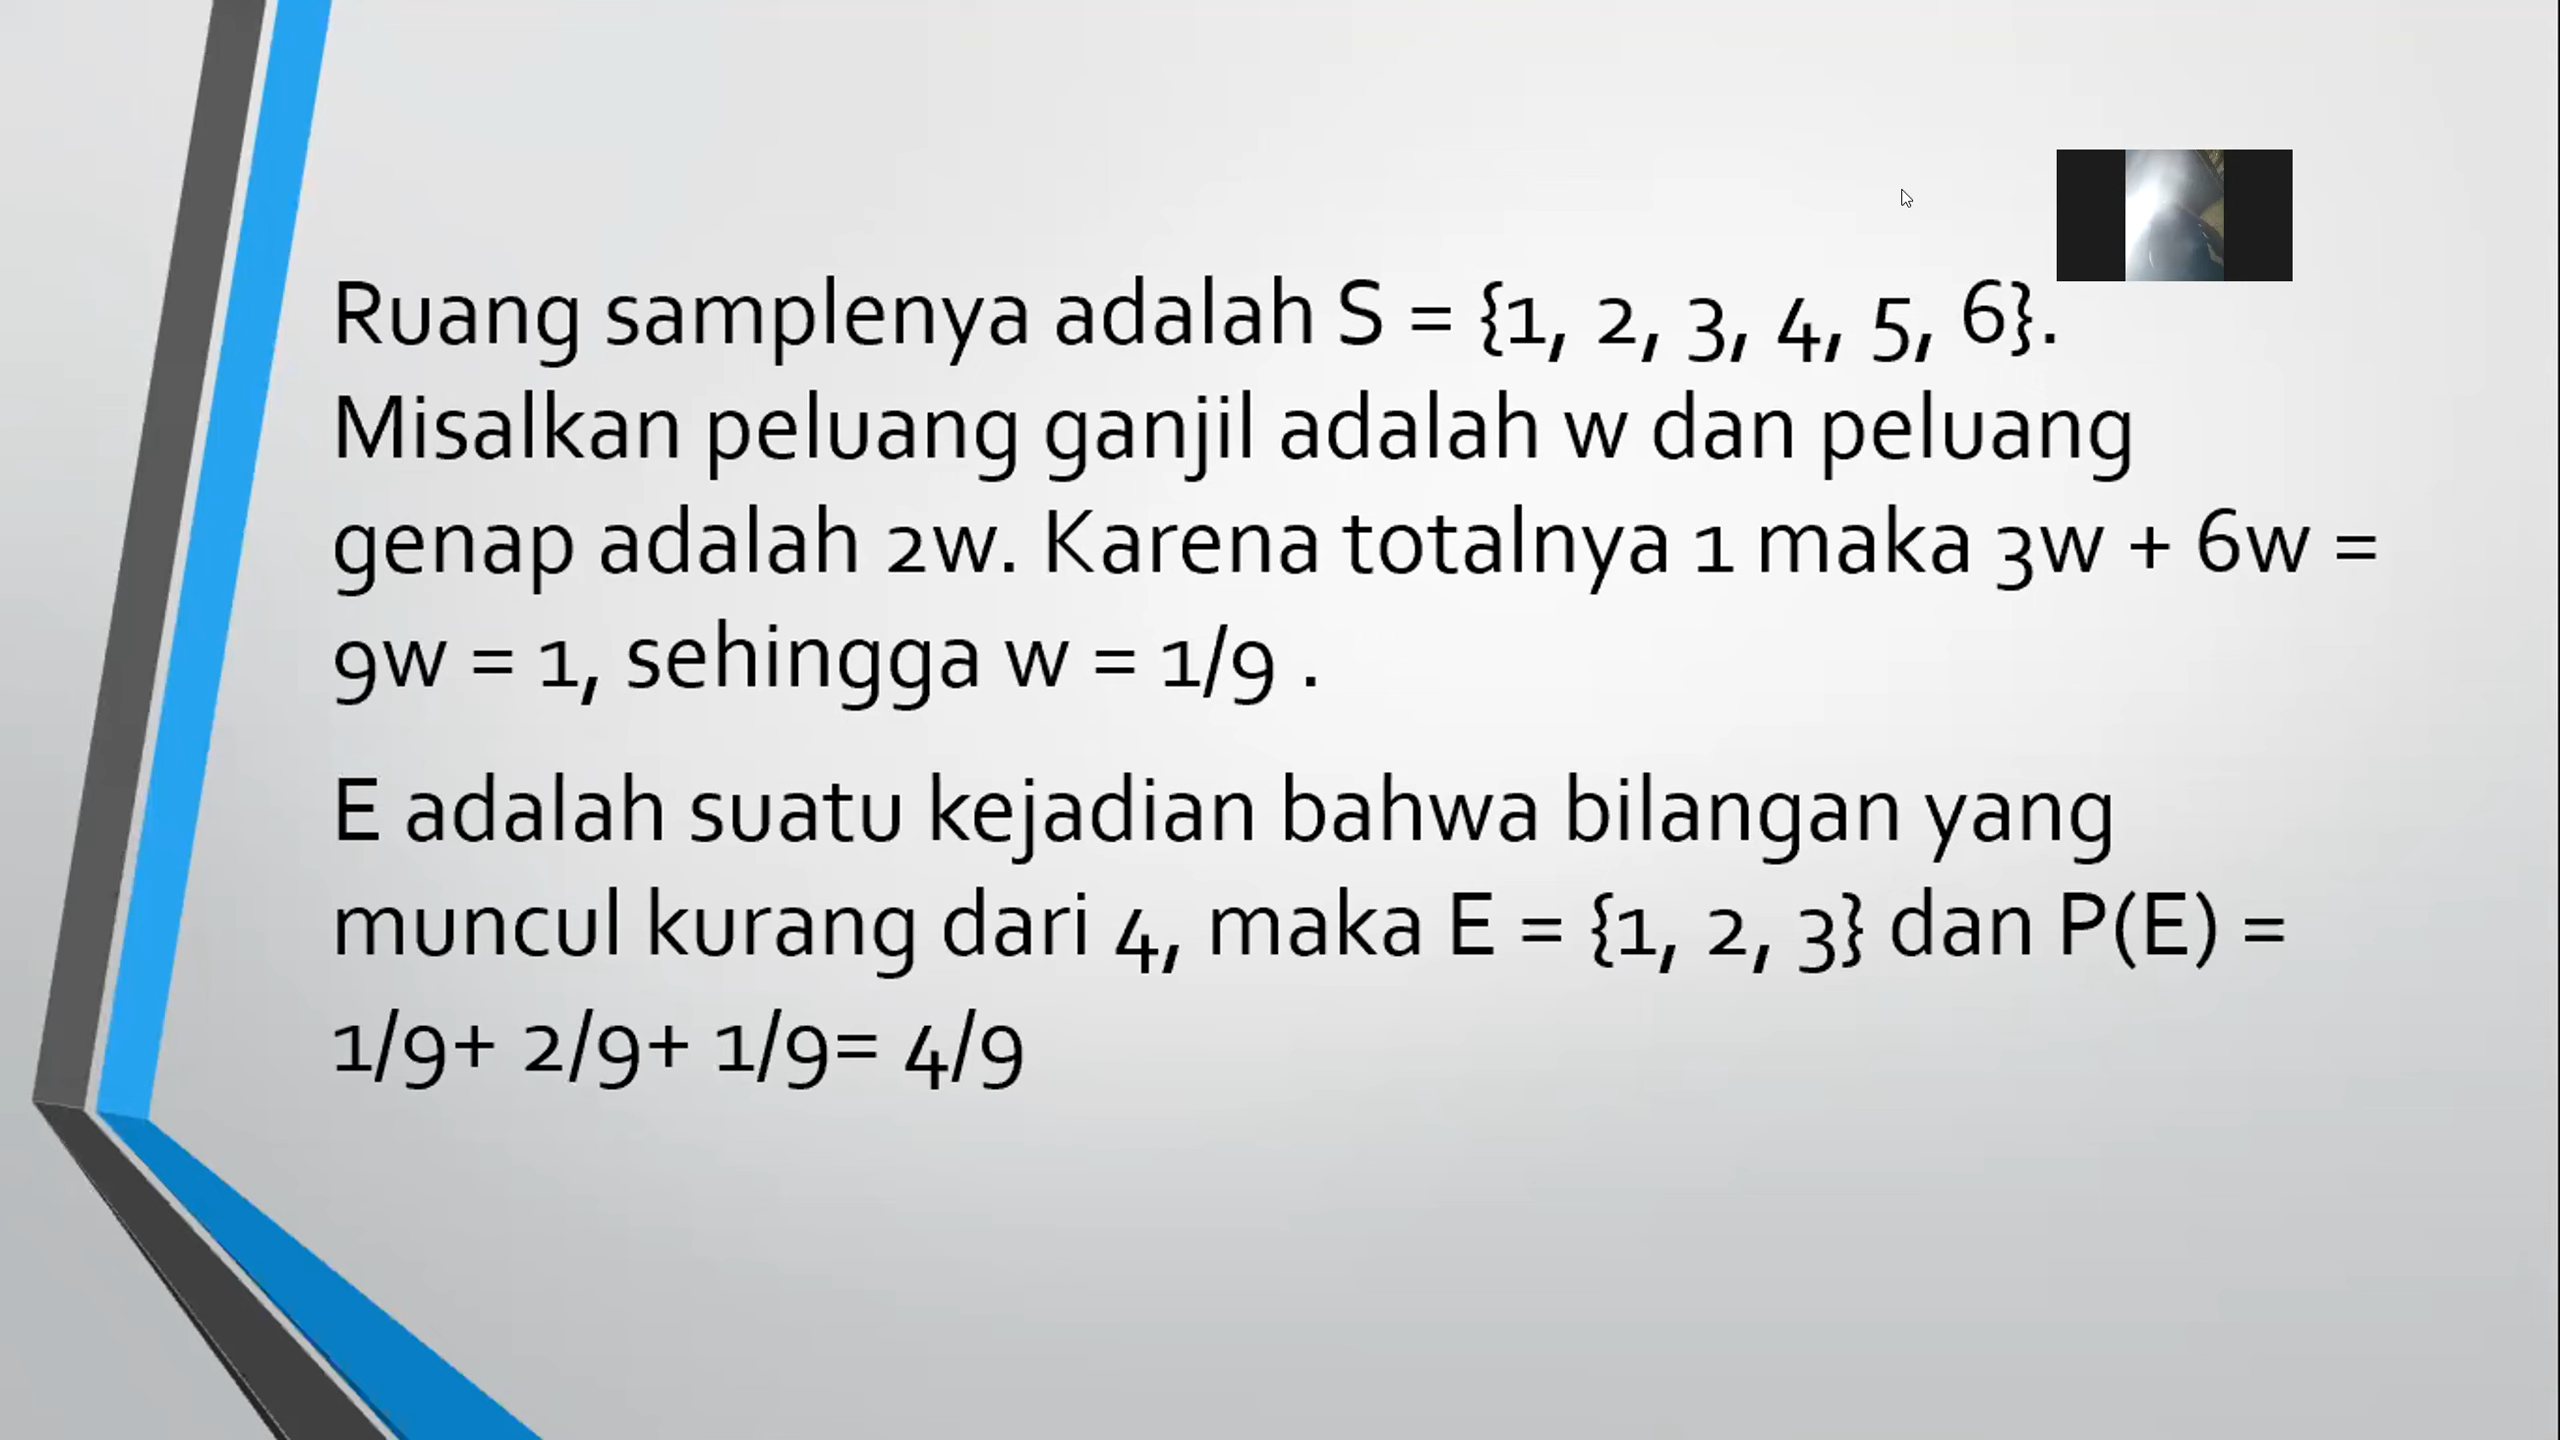 Ruang samplenya adalah S = {1, 2, 3, 4, 5, 6}.
Misalkan peluang ganjil adalah w dan peluang
genap adalah 2w. Karena totalnya 1 maka 3w + 6w =
9w = 1, sehingga w = 1/9 .
E adalah suatu kejadian bahwa bilangan yang
muncul kurang dari 4, maka E = {1, 2, 3} dan P(E) =
1/9+ 2/9+ 1/9= 4/9